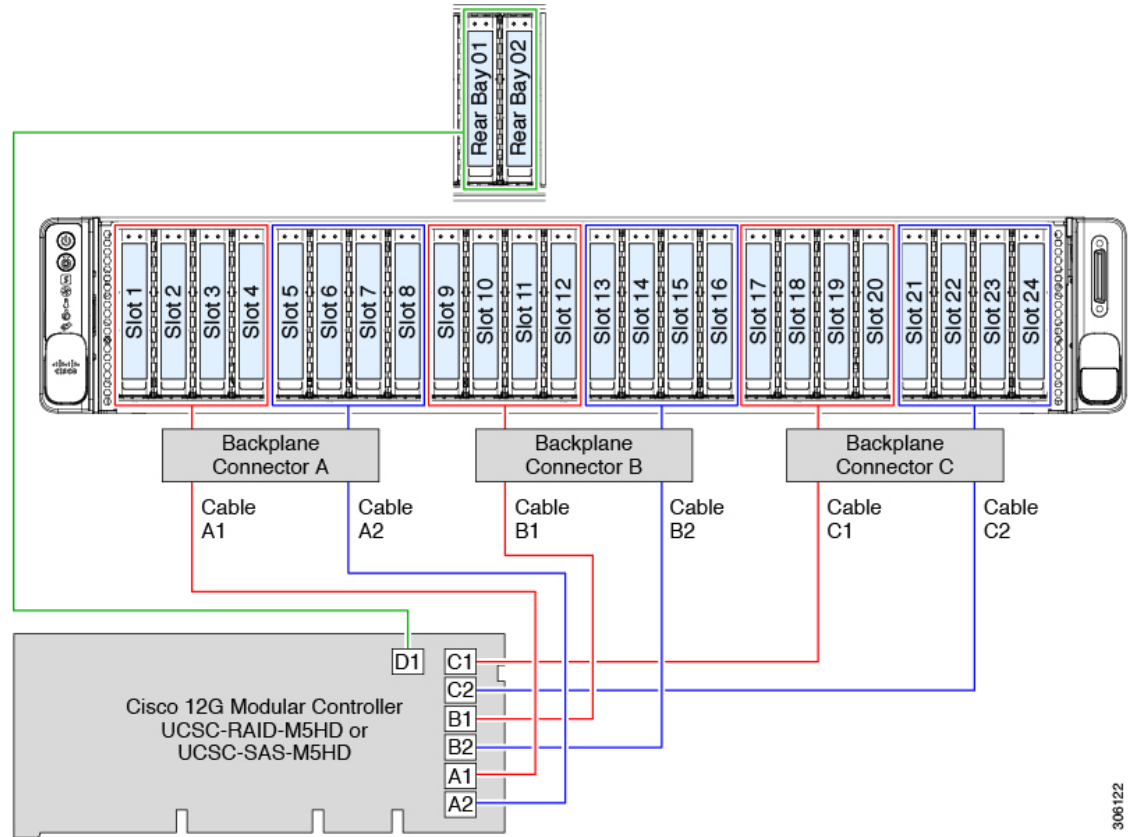 Rear Bay 01
Rear Bay 02
Slot 1
Slot 2
Slot 3
Slot 4
Slot 5
Slot 6
Slot 7
Slot 8
Slot 9
Slot 10
Slot 11
Slot 12
Slot 13
Slot 14
Slot 15
Slot 16
Slot 17
Slot 18
Slot 19
Slot 20
Slot 21
Slot 22
Slot 23
Slot 24
CISCO
Backplane
Connector A
Backplane
Connector B
Backplane
Connector C
Cable
A1
Cable
A2
Cable
B1
Cable
B2
Cable
C1
Cable
C2
D1
C1
C2
B1
B2
A1
A2
Cisco 12G Modular Controller
UCSC-RAID-M5HD or
UCSC-SAS-M5HD
306122